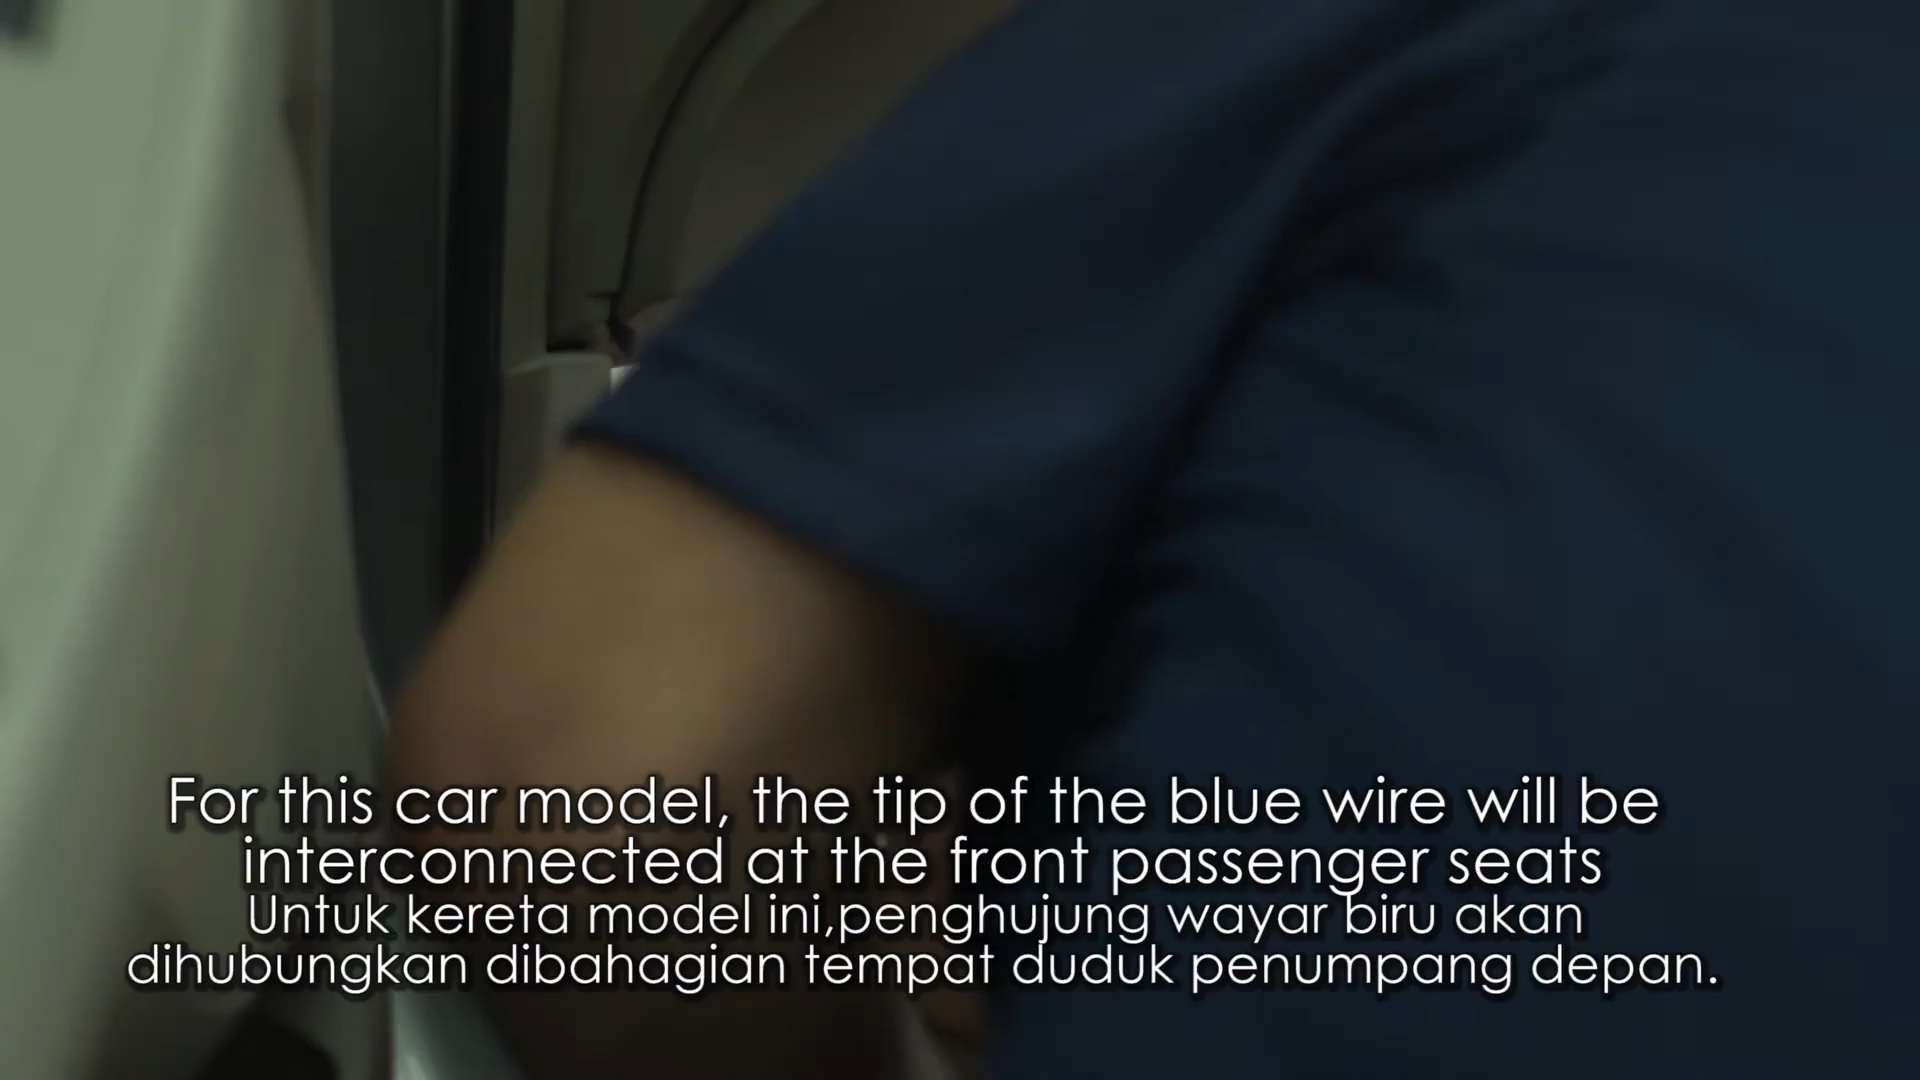 For this car model, the tip of the blue wire will be
interconnected at the front passenger seats
Untuk kereta model ini,penghujung wayar biru akan
dihubungkan dibahagian tempat duduk penumpang depan.